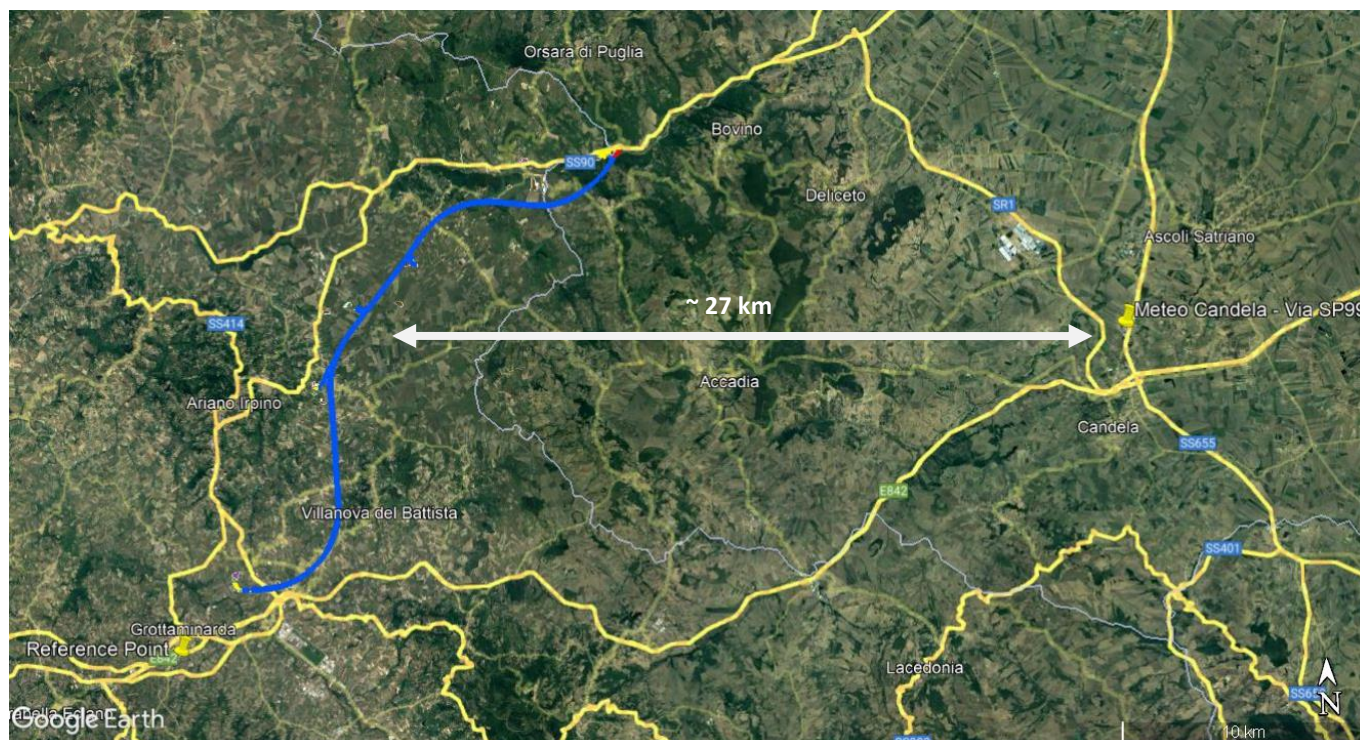 Orsara di Puglia
Bovino
SS90
Deliceto
SR1
Ascoli Satriano
~ 27 km
Meteo Candela - Via SP99
SS414
Accadia
Ariano Irpino
Candela
SS655
E842
Villanova del Battista
SS401
Grottaminarda
Reference Point
E842
Lacedonia
N
Google Earth
10 km